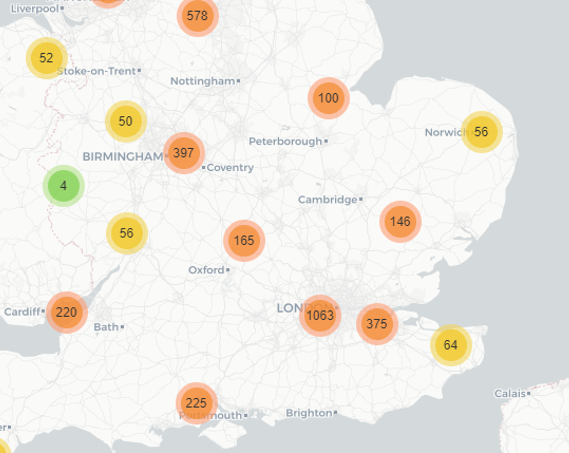 Liverpool
578
52
Stoke-on-Trent
Nottingham
100
50
Norwich
56
Peterborough
BIRMINGHAM
397
Coventry
4
Cambridge
146
56
165
Oxford
Cardiff
220
LONDON
1063
375
Bath
64
Calais
225
Portsmouth
Brighton
er